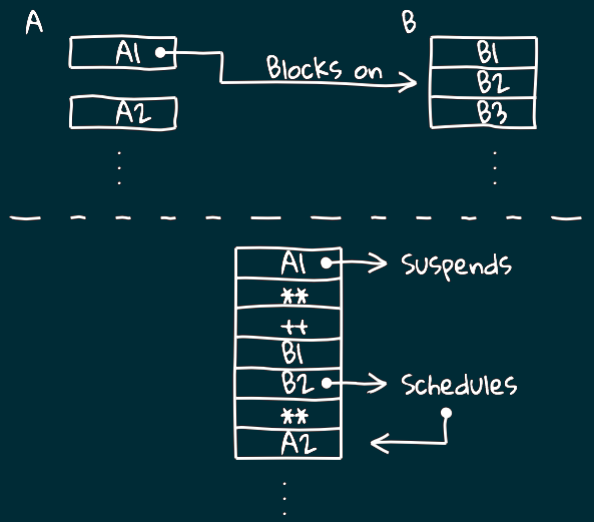 A
B
A1
Blocks on
B1
B2
A2
B3
A1
Suspends
**
++
B1
B2
Schedules
**
A2